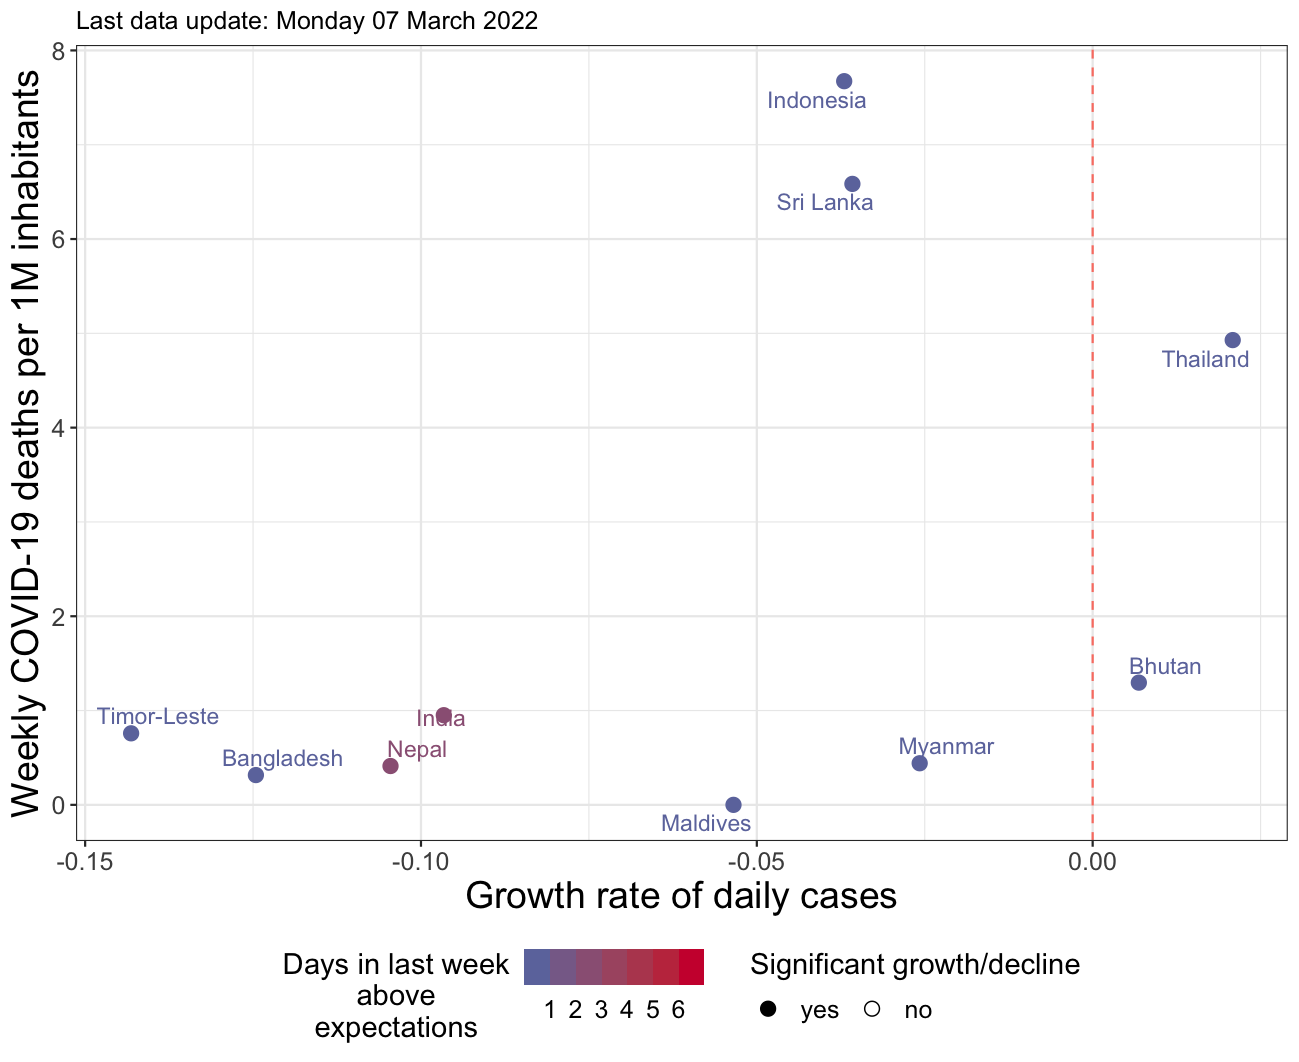 Last data update: Monday 07 March 2022
Weekly COVID-19 deaths per 1M inhabitants
8
6
4
2
0
Indonesia
Sri Lanka
Thailand
Bhutan
Timor-Leste
India
Myanmar
Nepal
Bangladesh
Maldives
-0.15 -0.10 -0.05 0.00
Growth rate of daily cases
Days in last week
above
expectations
1 2 3 4 5 6
Significant growth/decline
yes no